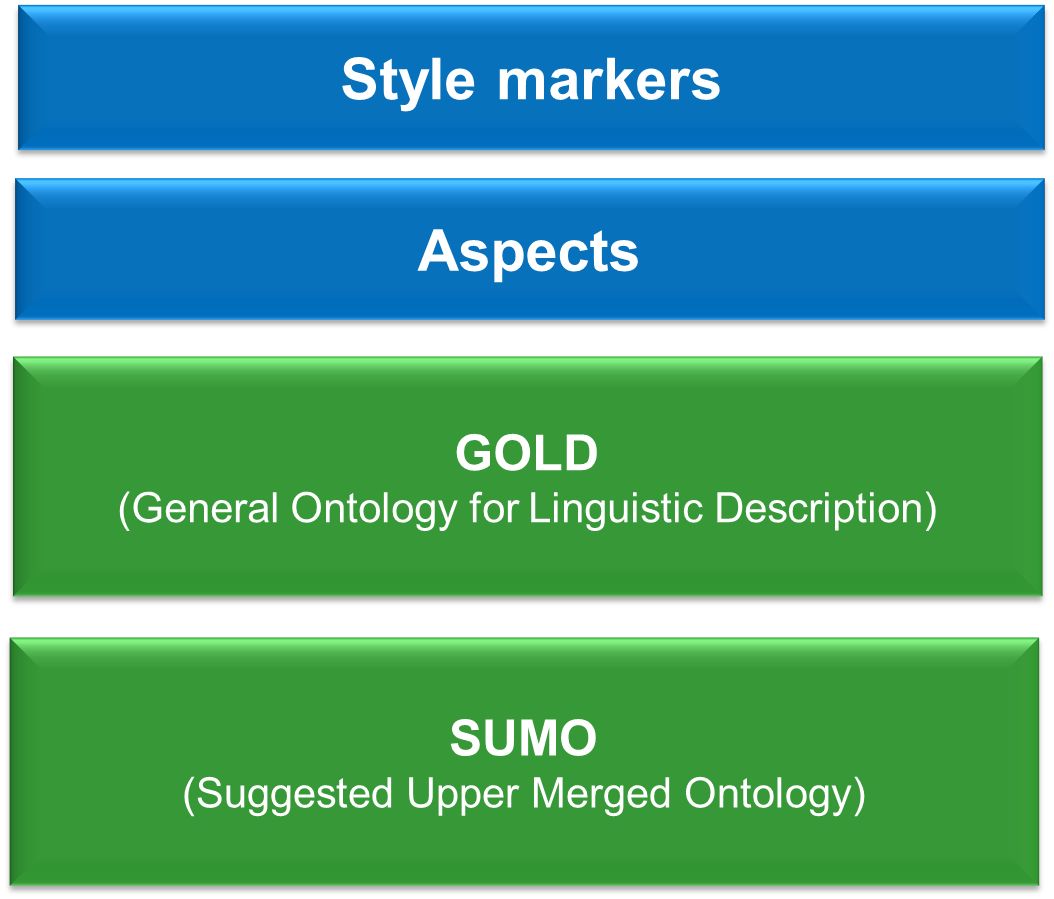 Style markers
Aspects
GOLD
(General Ontology for Linguistic Description)
SUMO
(Suggested Upper Merged Ontology)